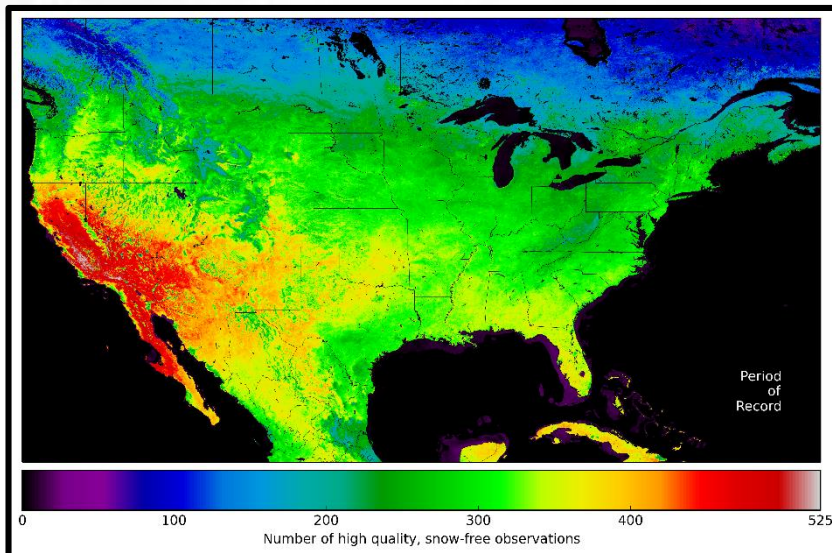 Period
of
Record
0 100 200 300 400 525
Number of high quality, snow-free observations